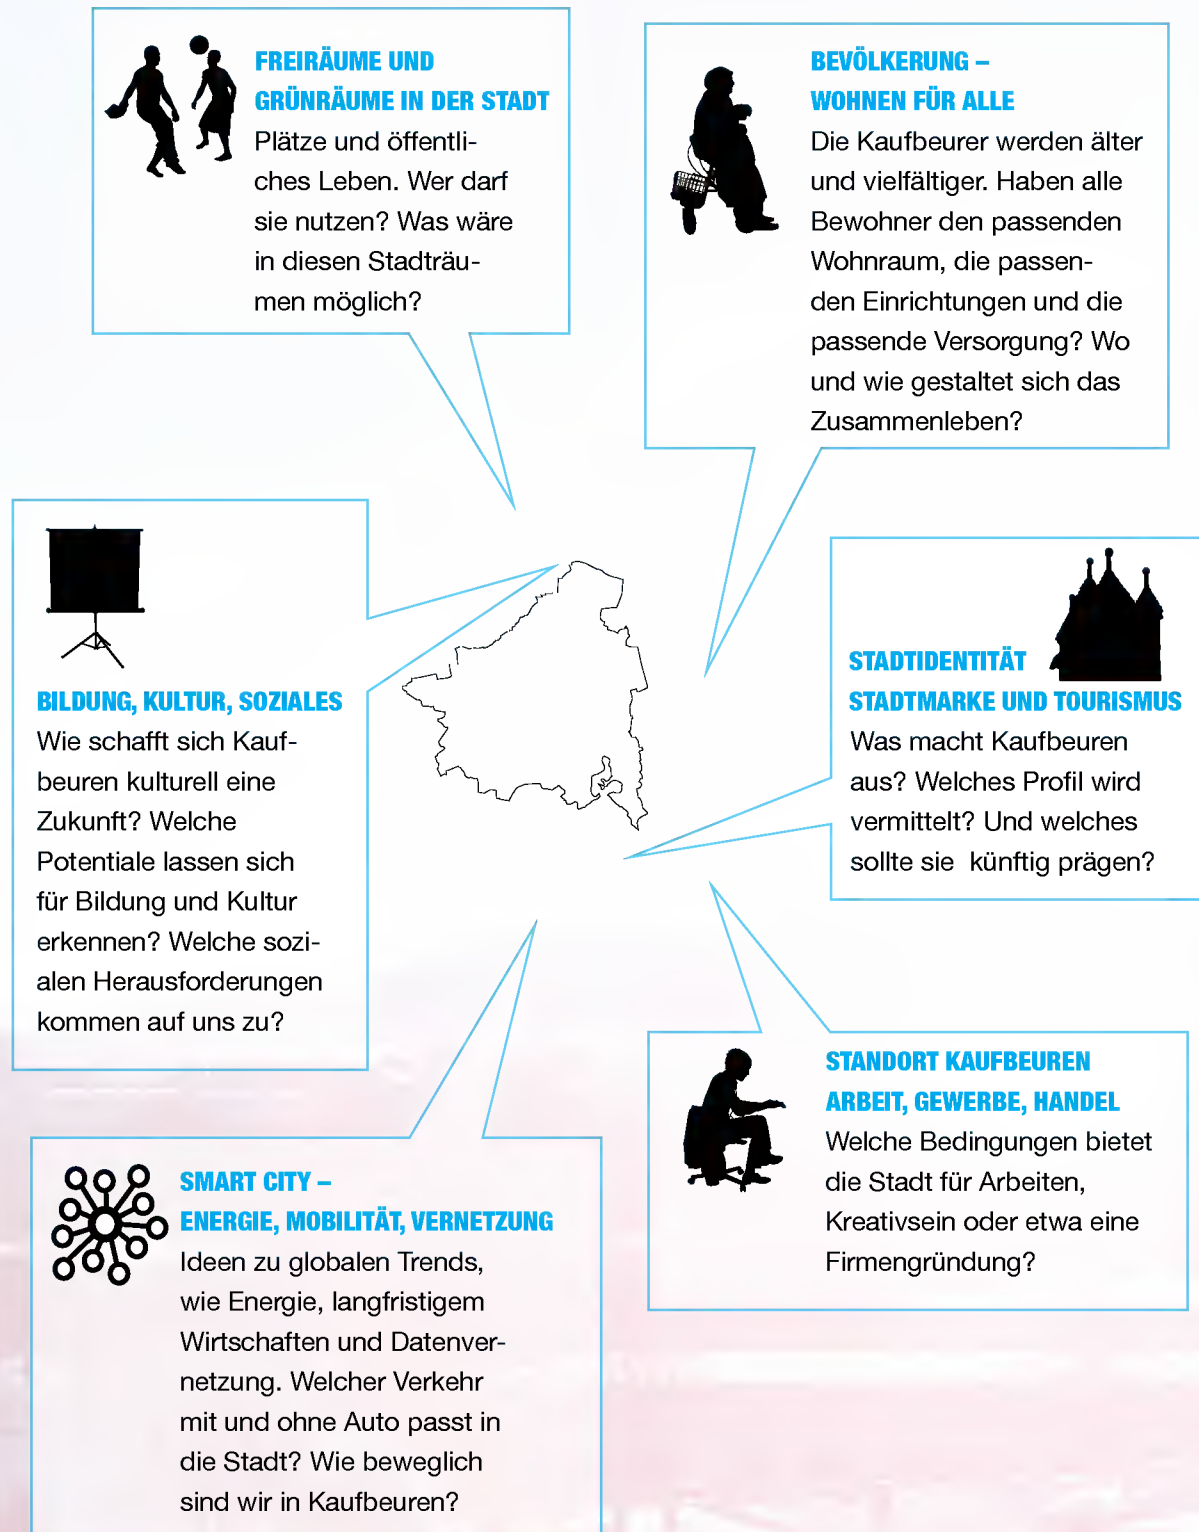 FREIRÄUME UND
GRÜNRÄUME IN DER STADT
Plätze und öffentli-
ches Leben. Wer darf
sie nutzen? Was wäre
in diesen Stadträu-
men möglich?
BEVÖLKERUNG –
WOHNEN FÜR ALLE
Die Kaufbeurer werden älter
und vielfältiger. Haben alle
Bewohner den passenden
Wohnraum, die passen-
den Einrichtungen und die
passende Versorgung? Wo
und wie gestaltet sich das
Zusammenleben?
BILDUNG, KULTUR, SOZIALES
Wie schafft sich Kauf-
beuren kulturell eine
Zukunft? Welche
Potentiale lassen sich
für Bildung und Kultur
erkennen? Welche sozi-
alen Herausforderungen
kommen auf uns zu?
STADTIDENTITÄT
STADTMARKE UND TOURISMUS
Was macht Kaufbeuren
aus? Welches Profil wird
vermittelt? Und welches
sollte sie  künftig prägen?
STANDORT KAUFBEUREN
ARBEIT, GEWERBE, HANDEL
Welche Bedingungen bietet
die Stadt für Arbeiten,
Kreativsein oder etwa eine
Firmengründung?
SMART CITY –
ENERGIE, MOBILITÄT, VERNETZUNG
Ideen zu globalen Trends,
wie Energie, langfristigem
Wirtschaften und Datenver-
netzung. Welcher Verkehr
mit und ohne Auto passt in
die Stadt? Wie beweglich
sind wir in Kaufbeuren?